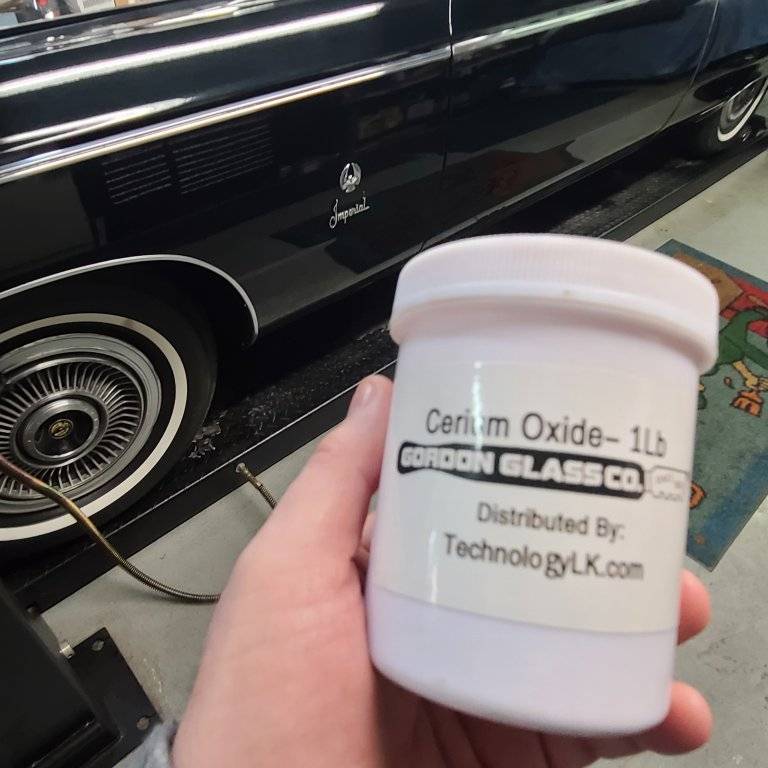 Imperial
Cerium Oxide- 1Lb
GORDON GLASS CO.
Distributed By:
TechnologyLK.com